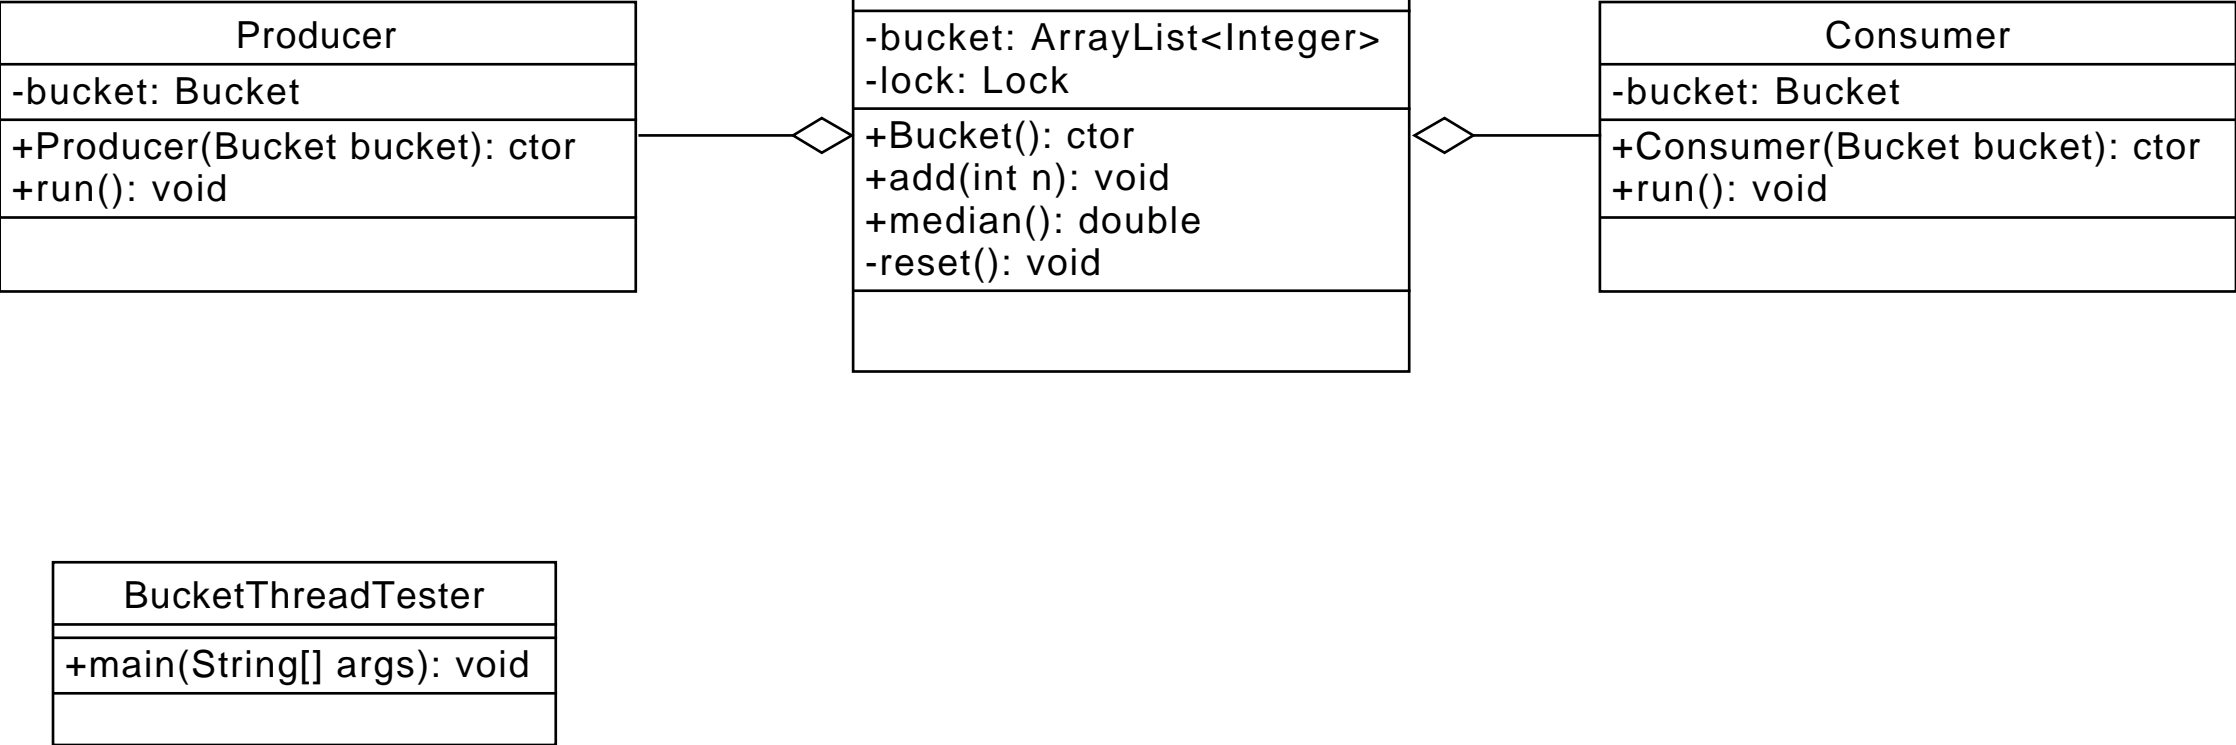 Producer
-bucket: Bucket
+Producer(Bucket bucket): ctor
+run(): void
-bucket: ArrayList<Integer>
-lock: Lock
+Bucket(): ctor
+add(int n): void
+median(): double
-reset(): void
Consumer
-bucket: Bucket
+Consumer(Bucket bucket): ctor
+run(): void
BucketThreadTester
+main(String[] args): void